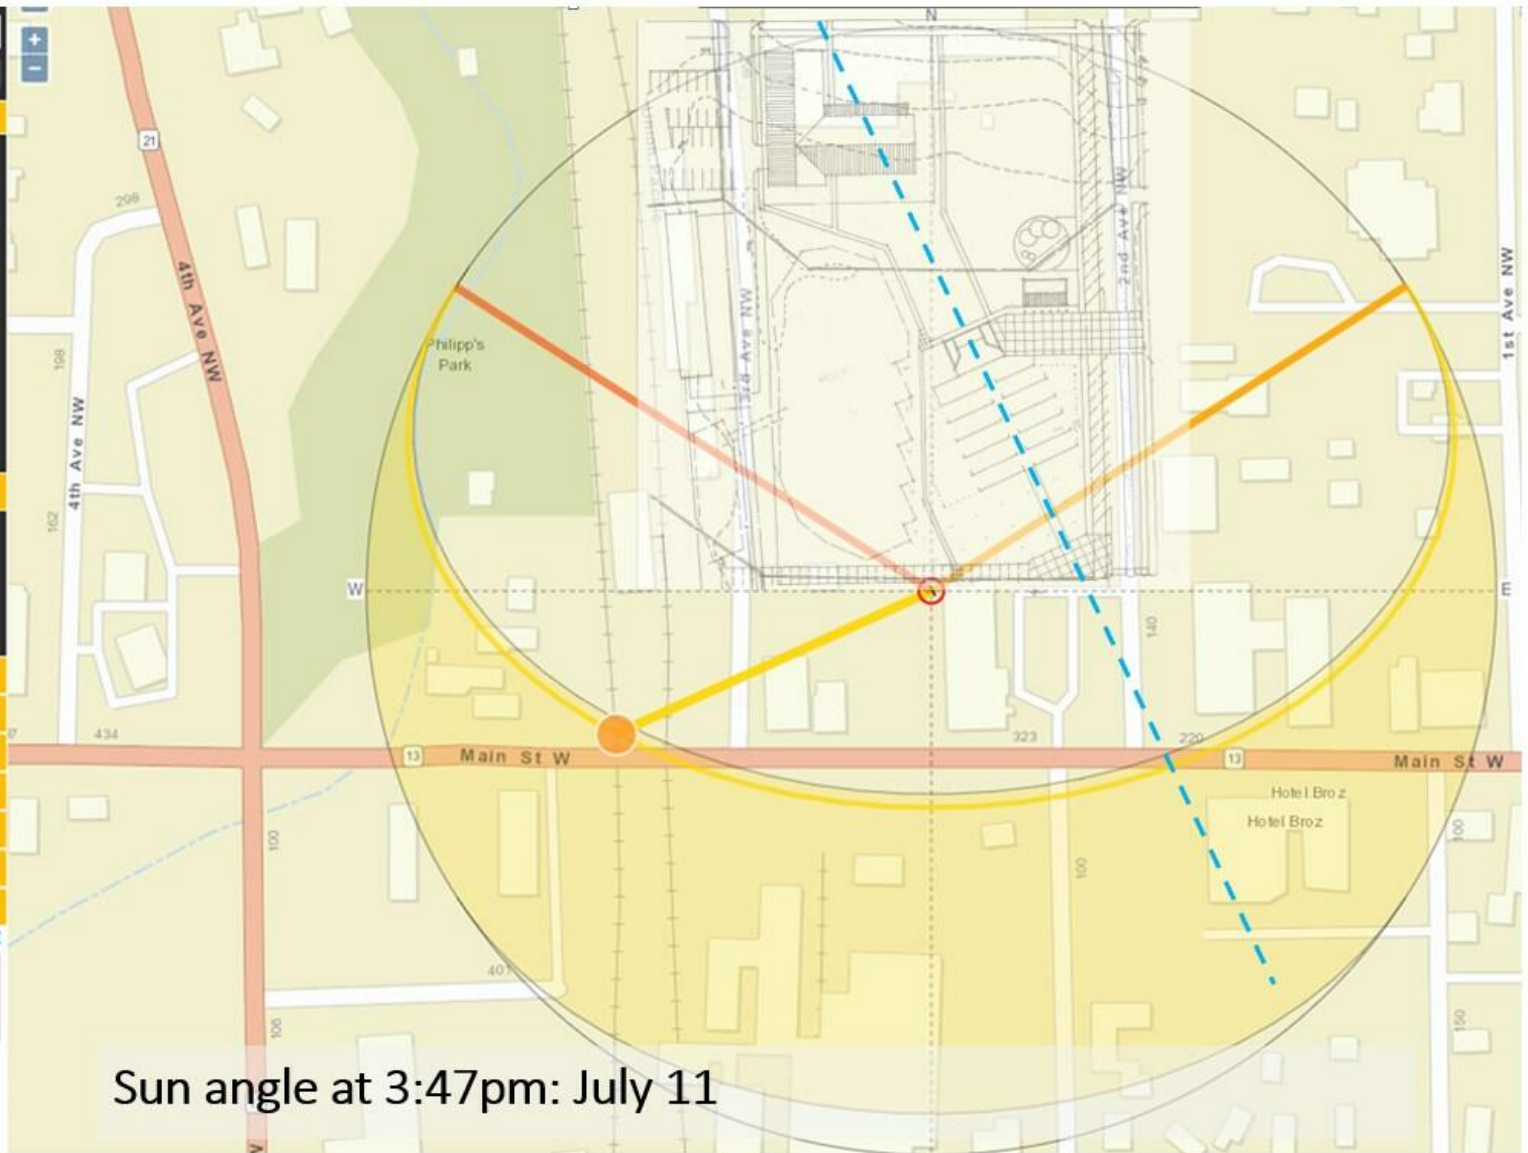 +
−
N
21
298
4th Ave NW
3rd Ave NW
2nd Ave NW
1st Ave NW
Philipp's
Park
198
4th Ave NW
162
W
E
140
434
13
Main St W
323
220
13
Main St W
Hotel Broz
Hotel Broz
100
100
100
401
106
150
Sun angle at 3:47pm: July 11